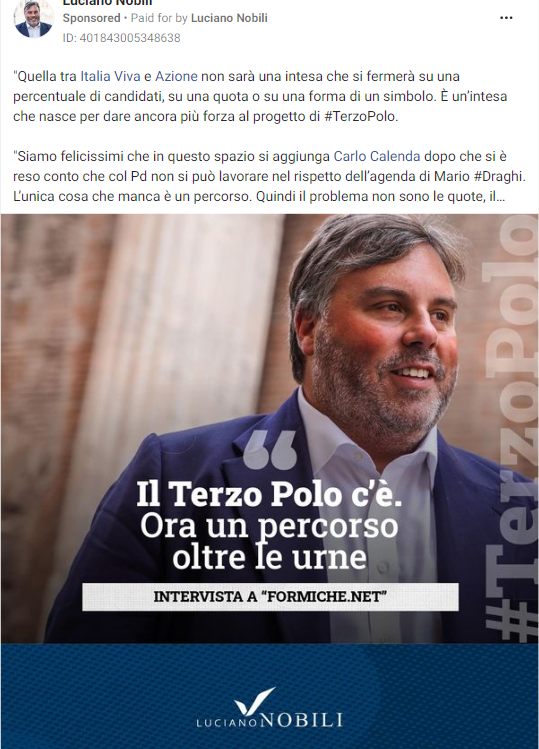 Luciano Nobili
Sponsored • Paid for by Luciano Nobili
ID: 401843005348638
"Quella tra Italia Viva e Azione non sarà una intesa che si fermerà su una
percentuale di candidati, su una quota o su una forma di un simbolo. È un'intesa
che nasce per dare ancora più forza al progetto di #TerzoPolo.
"Siamo felicissimi che in questo spazio si aggiunga Carlo Calenda dopo che si è
reso conto che col Pd non si può lavorare nel rispetto dell'agenda di Mario #Draghi.
L'unica cosa che manca è un percorso. Quindi il problema non sono le quote, il...
#TerzoPolo
“
Il Terzo Polo c'è.
Ora un percorso
oltre le urne
INTERVISTA A “FORMICHE.NET”
LUCIANO NOBILI